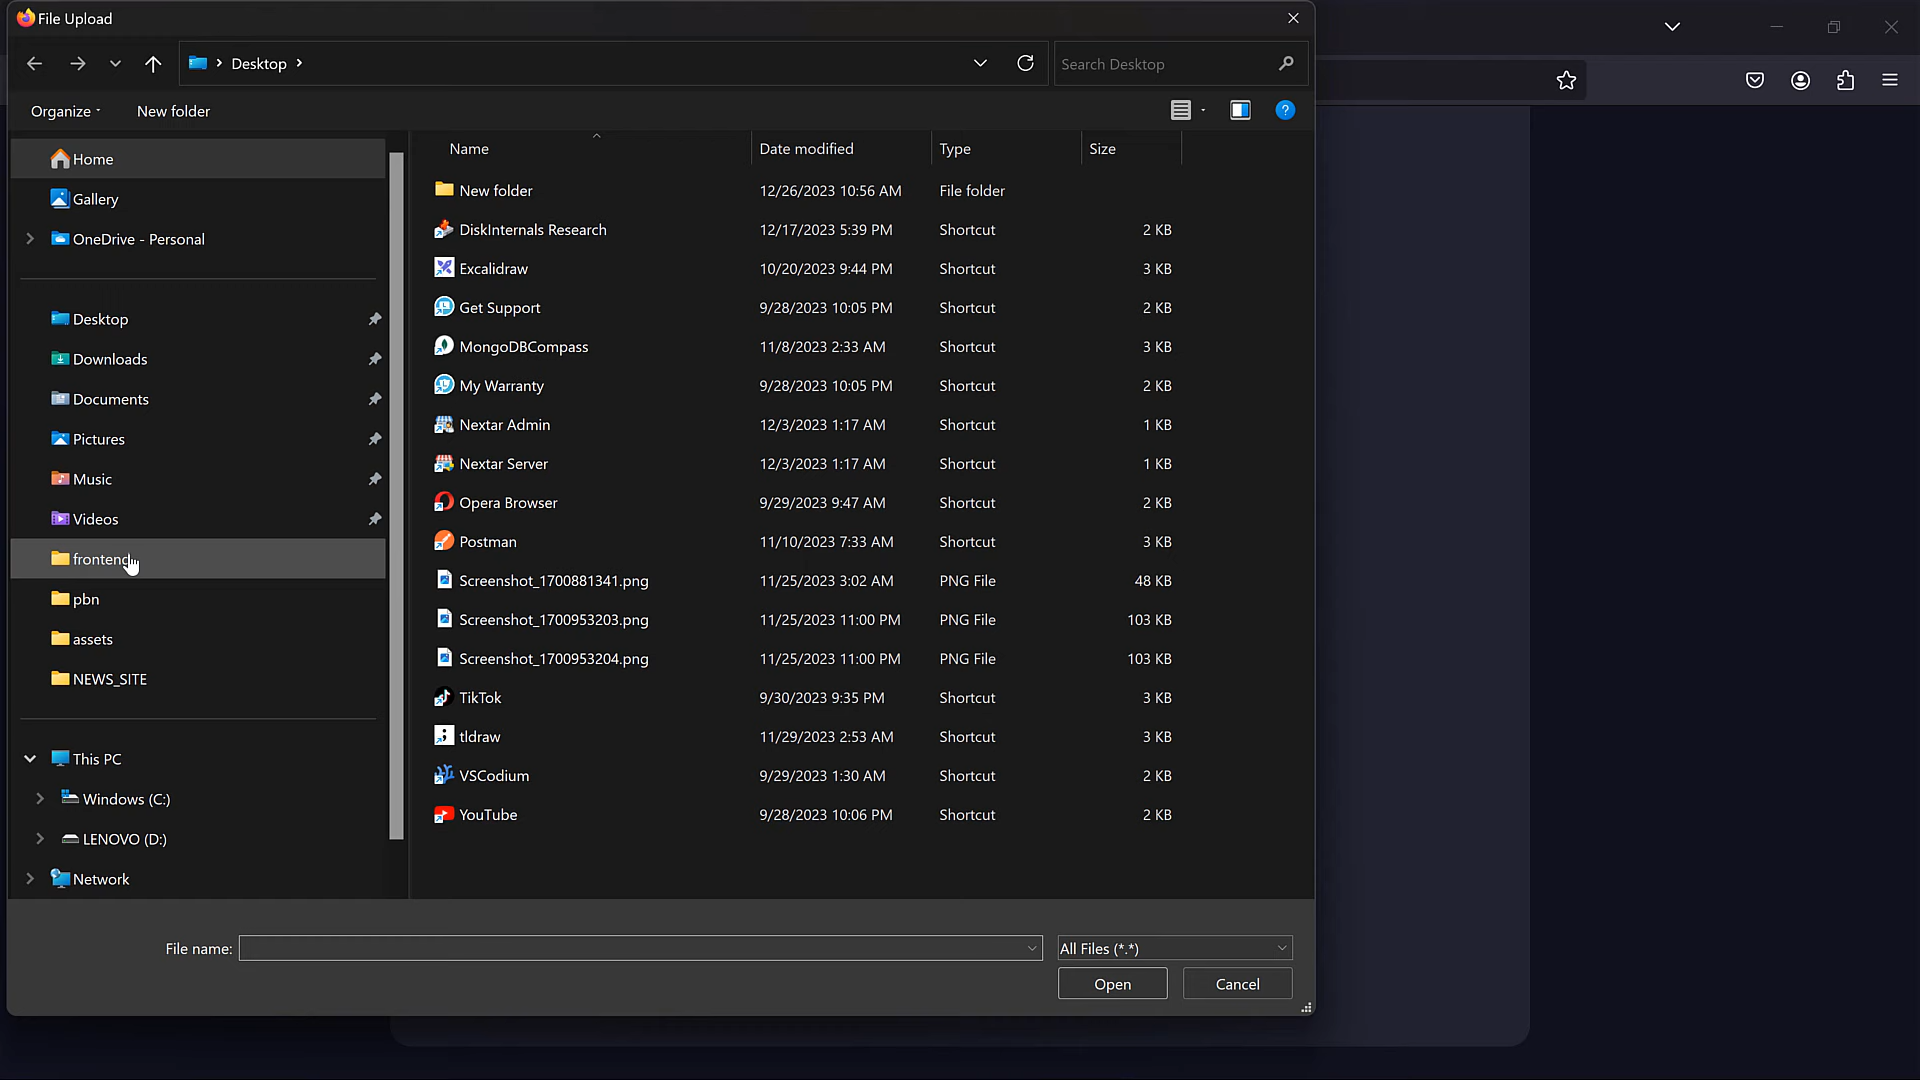 File Upload
Desktop
Search Desktop
Organize
New folder
Home
Gallery
OneDrive - Personal
Desktop
Downloads
Documents
Pictures
Music
Videos
frontend
pbn
assets
NEWS_SITE
This PC
Windows (C:)
LENOVO (D:)
Network
Name Date modified Type Size
New folder 12/26/2023 10:56 AM File folder
DiskInternals Research 12/17/2023 5:39 PM Shortcut 2 KB
Excalidraw 10/20/2023 9:44 PM Shortcut 3 KB
Get Support 9/28/2023 10:05 PM Shortcut 2 KB
MongoDBCompass 11/8/2023 2:33 AM Shortcut 3 KB
My Warranty 9/28/2023 10:05 PM Shortcut 2 KB
Nextar Admin 12/3/2023 1:17 AM Shortcut 1 KB
Nextar Server 12/3/2023 1:17 AM Shortcut 1 KB
Opera Browser 9/29/2023 9:47 AM Shortcut 2 KB
Postman 11/10/2023 7:33 AM Shortcut 3 KB
Screenshot_1700881341.png 11/25/2023 3:02 AM PNG File 48 KB
Screenshot_1700953203.png 11/25/2023 11:00 PM PNG File 103 KB
Screenshot_1700953204.png 11/25/2023 11:00 PM PNG File 103 KB
TikTok 9/30/2023 9:35 PM Shortcut 3 KB
tldraw 11/29/2023 2:53 AM Shortcut 3 KB
VSCodium 9/29/2023 1:30 AM Shortcut 2 KB
YouTube 9/28/2023 10:06 PM Shortcut 2 KB
File name:
All Files (*.*)
Open
Cancel